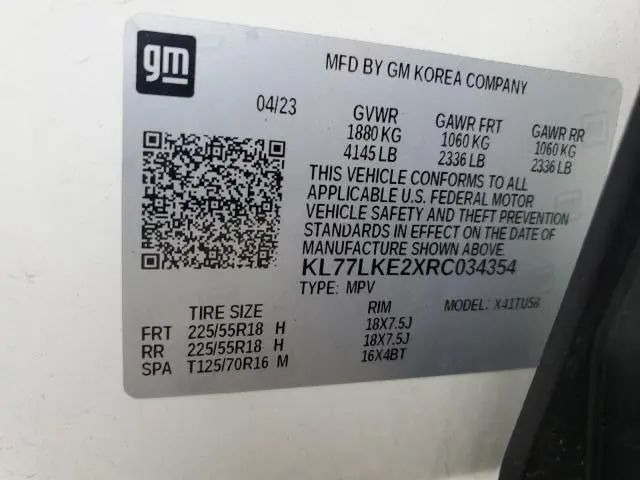 gm
MFD BY GM KOREA COMPANY
04/23
GVWR GAWR FRT GAWR RR
1880 KG 1060 KG 1060 KG
4145 LB 2336 LB 2336 LB
THIS VEHICLE CONFORMS TO ALL
APPLICABLE U.S. FEDERAL MOTOR
VEHICLE SAFETY AND THEFT PREVENTION
STANDARDS IN EFFECT ON THE DATE OF
MANUFACTURE SHOWN ABOVE.
KL77LKE2XRC034354
TYPE: MPV MODEL: X41TU58
TIRE SIZE RIM
FRT 225/55R18 H 18X7.5J
RR 225/55R18 H 18X7.5J
SPA T125/70R16 M 16X4BT